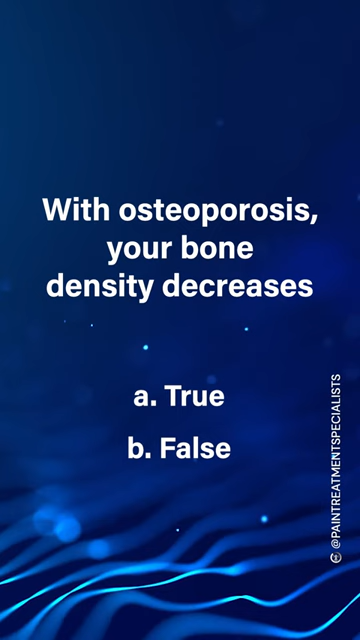 With osteoporosis,
your bone
density decreases
a. True
b. False
@PAINTREATMENTSPECIALISTS